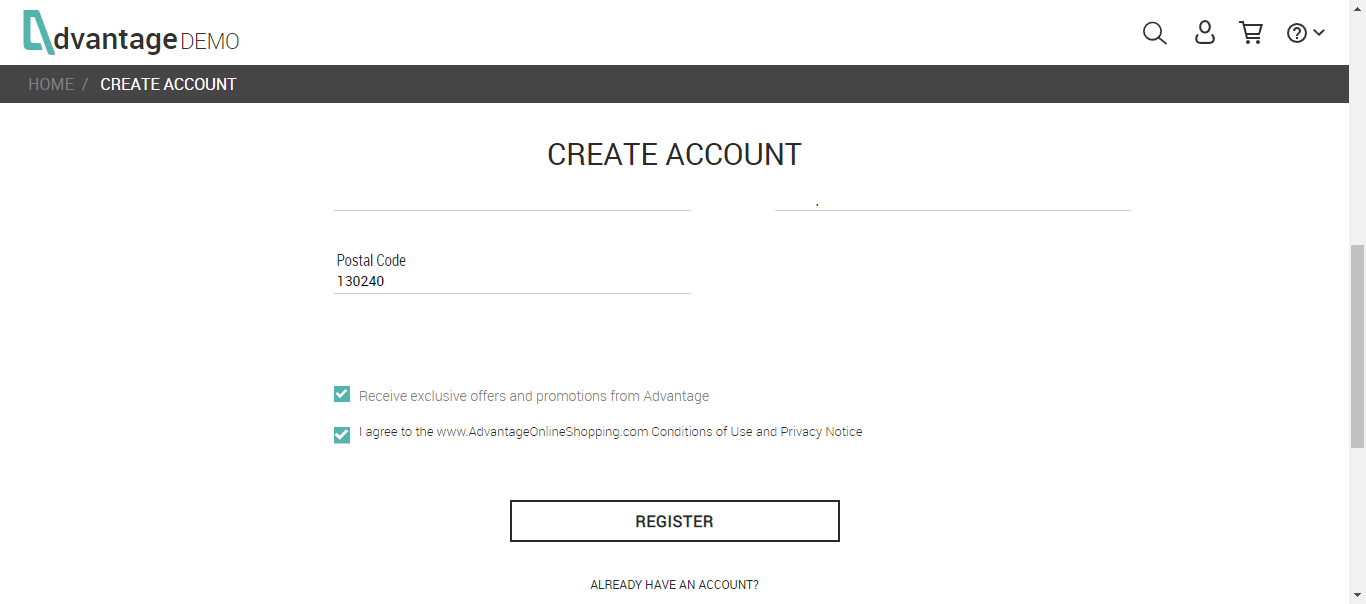 dvantage DEMO
HOME / CREATE ACCOUNT
CREATE ACCOUNT
Postal Code
130240
Receive exclusive offers and promotions from Advantage
I agree to the www.AdvantageOnlineShopping.com Conditions of Use and Privacy Notice
REGISTER
ALREADY HAVE AN ACCOUNT?